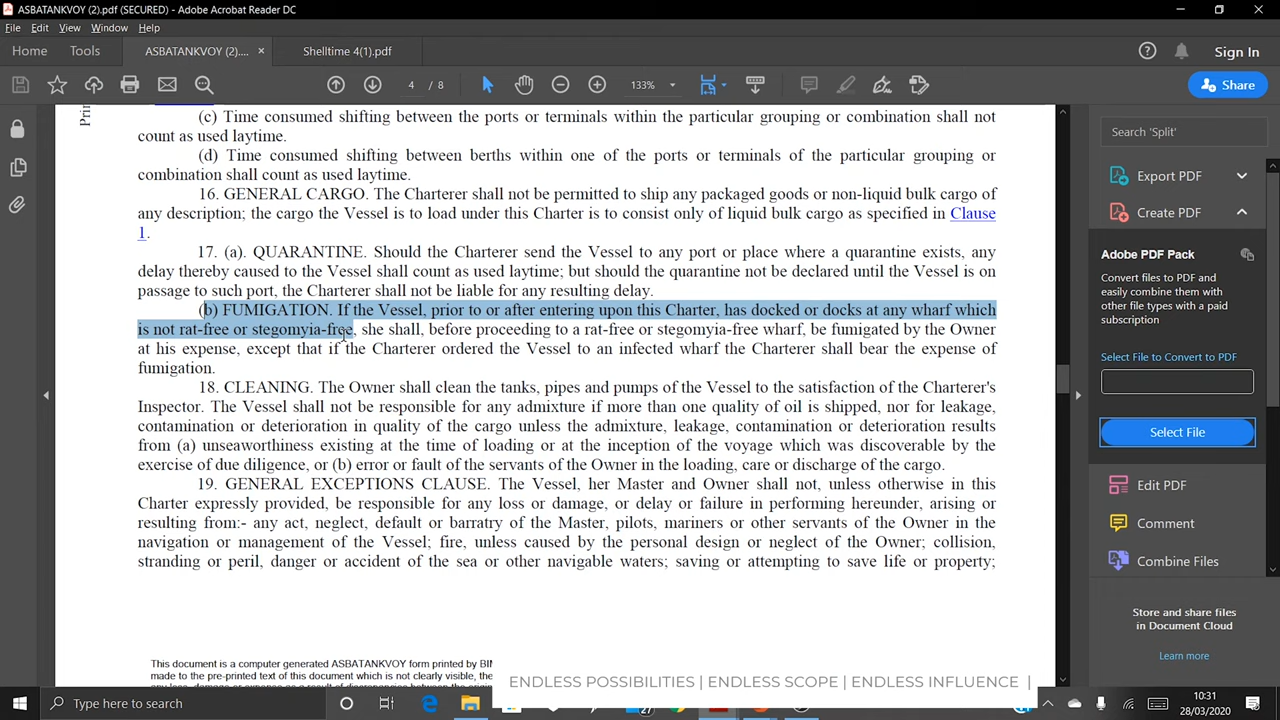 ASBATANKVOY (2).pdf (SECURED) - Adobe Acrobat Reader DC
File Edit View Window Help
Home Tools ASBATANKVOY (2).... × Shelltime 4(1).pdf Sign In
4 / 8 133% Share
(c) Time consumed shifting between the ports or terminals within the particular grouping or combination shall not
count as used laytime.
(d) Time consumed shifting between berths within one of the ports or terminals of the particular grouping or
combination shall count as used laytime.
16. GENERAL CARGO. The Charterer shall not be permitted to ship any packaged goods or non-liquid bulk cargo of
any description; the cargo the Vessel is to load under this Charter is to consist only of liquid bulk cargo as specified in Clause
1.
17. (a). QUARANTINE. Should the Charterer send the Vessel to any port or place where a quarantine exists, any
delay thereby caused to the Vessel shall count as used laytime; but should the quarantine not be declared until the Vessel is on
passage to such port, the Charterer shall not be liable for any resulting delay.
(b) FUMIGATION. If the Vessel, prior to or after entering upon this Charter, has docked or docks at any wharf which
is not rat-free or stegomyia-free, she shall, before proceeding to a rat-free or stegomyia-free wharf, be fumigated by the Owner
at his expense, except that if the Charterer ordered the Vessel to an infected wharf the Charterer shall bear the expense of
fumigation.
18. CLEANING. The Owner shall clean the tanks, pipes and pumps of the Vessel to the satisfaction of the Charterer's
Inspector. The Vessel shall not be responsible for any admixture if more than one quality of oil is shipped, nor for leakage,
contamination or deterioration in quality of the cargo unless the admixture, leakage, contamination or deterioration results
from (a) unseaworthiness existing at the time of loading or at the inception of the voyage which was discoverable by the
exercise of due diligence, or (b) error or fault of the servants of the Owner in the loading, care or discharge of the cargo.
19. GENERAL EXCEPTIONS CLAUSE. The Vessel, her Master and Owner shall not, unless otherwise in this
Charter expressly provided, be responsible for any loss or damage, or delay or failure in performing hereunder, arising or
resulting from:- any act, neglect, default or barratry of the Master, pilots, mariners or other servants of the Owner in the
navigation or management of the Vessel; fire, unless caused by the personal design or neglect of the Owner; collision,
stranding or peril, danger or accident of the sea or other navigable waters; saving or attempting to save life or property;
This document is a computer generated ASBATANKVOY form printed by
made to the pre-printed text of this document which is not clearly visible, the
Search 'Split'
Export PDF
Create PDF
Adobe PDF Pack
Convert files to PDF and
easily combine them with
other file types with a paid
subscription
Select File to Convert to PDF
Select File
Edit PDF
Comment
Combine Files
Store and share files
in Document Cloud
Learn more
ENDLESS POSSIBILITIES | ENDLESS SCOPE | ENDLESS INFLUENCE |
Type here to search
27
10:31
28/03/2020